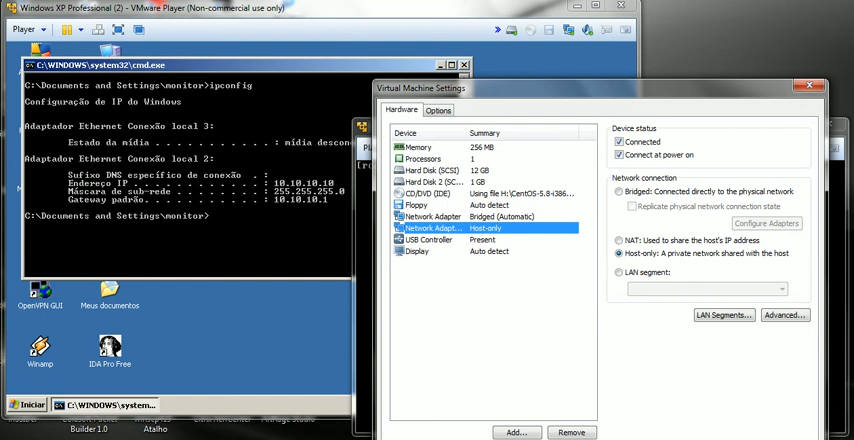 Windows XP Professional (2) - VMware Player (Non-commercial use only)
Player
C:\WINDOWS\system32\cmd.exe
C:\Documents and Settings\monitor>ipconfig
Configuração de IP do Windows
Adaptador Ethernet Conexão local 3:
Estado da mídia . . . . . . . . . . . : mídia descon
Adaptador Ethernet Conexão local 2:
Sufixo DNS específico de conexão . :
Endereço IP . . . . . . . . . . . . : 10.10.10.10
Máscara de sub-rede . . . . . . . . : 255.255.255.0
Gateway padrão. . . . . . . . . . . : 10.10.10.1
C:\Documents and Settings\monitor>
OpenVPN GUI
Meus documentos
Winamp
IDA Pro Free
Iniciar
C:\WINDOWS\system...
Builder 1.0
Atalho
Virtual Machine Settings
Hardware
Options
Device
Summary
Memory
256 MB
Processors
1
Hard Disk (SCSI)
12 GB
Hard Disk 2 (SC...
1 GB
CD/DVD (IDE)
Using file H:\CentOS-5.8-i386...
Floppy
Auto detect
Network Adapter
Bridged (Automatic)
Network Adapt...
Host-only
USB Controller
Present
Display
Auto detect
Add...
Remove
Device status
Connected
Connect at power on
Network connection
Bridged: Connected directly to the physical network
Replicate physical network connection state
Configure Adapters
NAT: Used to share the host's IP address
Host-only: A private network shared with the host
LAN segment:
LAN Segments...
Advanced...